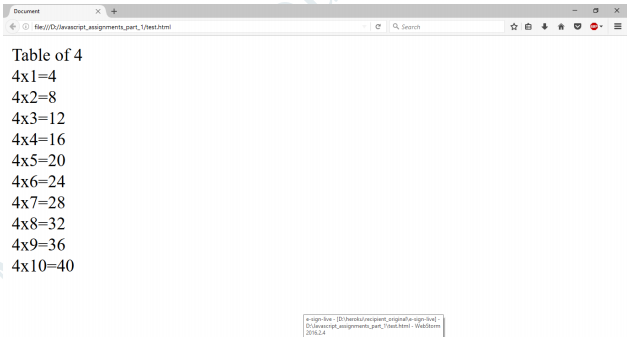 Document
file:///D:/Javascript_assignments_part_1/test.html
Search
Table of 4
4x1=4
4x2=8
4x3=12
4x4=16
4x5=20
4x6=24
4x7=28
4x8=32
4x9=36
4x10=40
e-sign-live - [D:\heroku\recipient_original\e-sign-live] -
D:\Javascript_assignments_part_1\test.html - WebStorm
2016.2.4